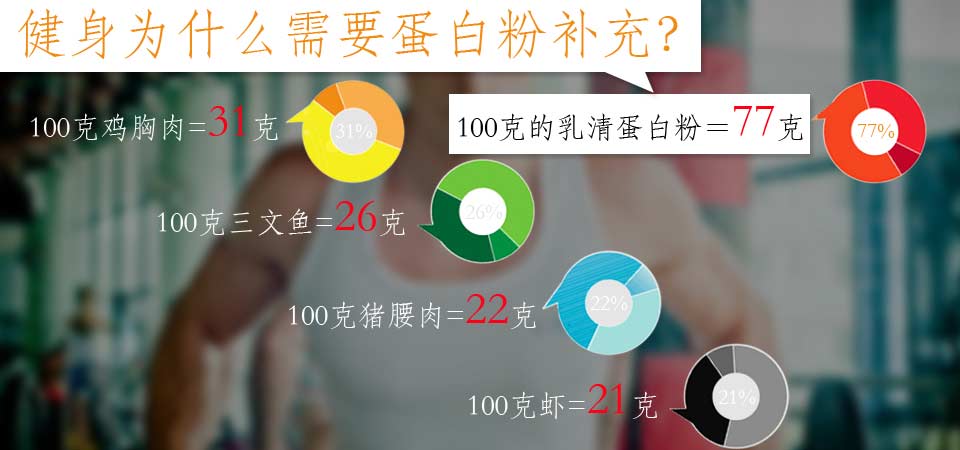 健身为什么需要蛋白粉补充？
100克鸡胸肉=31克
31%
100克的乳清蛋白粉＝77克
77%
100克三文鱼=26克
26%
100克猪腰肉=22克
22%
100克虾=21克
21%